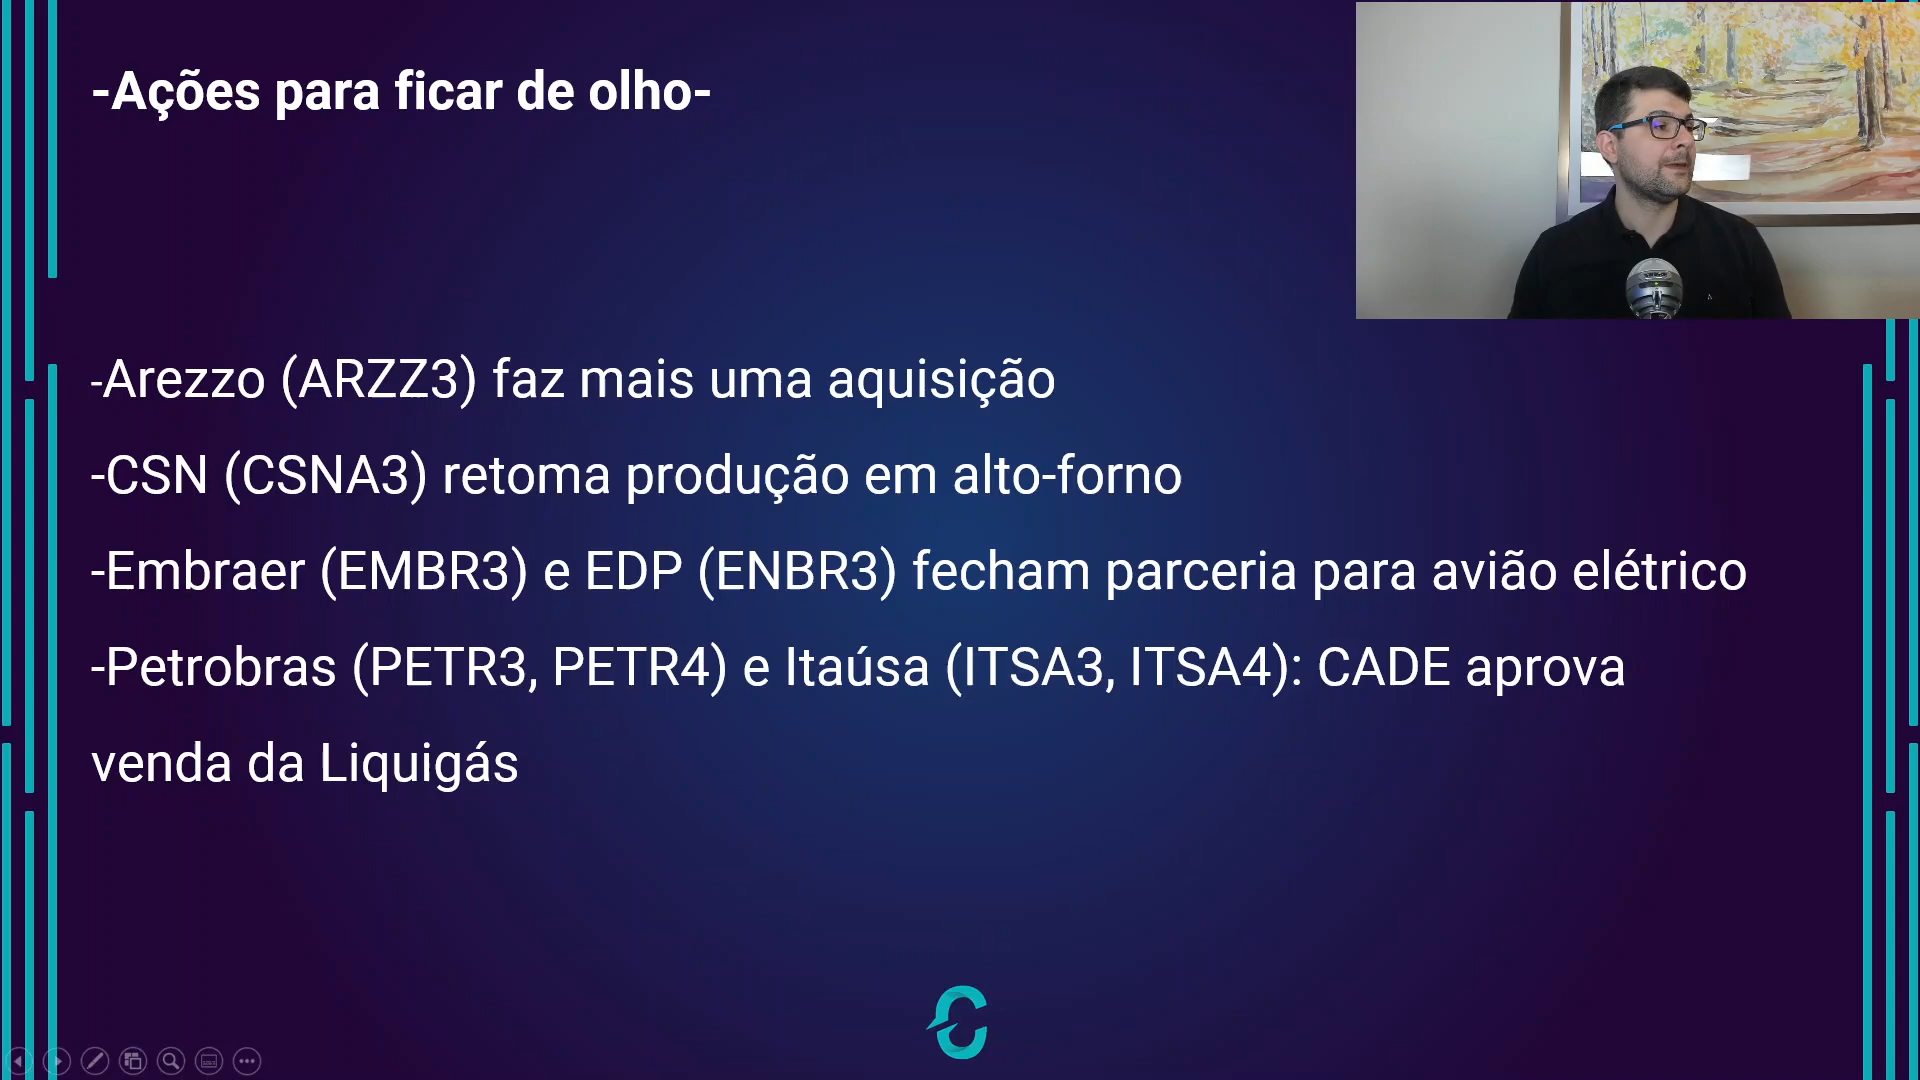 -Ações para ficar de olho-
-Arezzo (ARZZ3) faz mais uma aquisição
-CSN (CSNA3) retoma produção em alto-forno
-Embraer (EMBR3) e EDP (ENBR3) fecham parceria para avião elétrico
-Petrobras (PETR3, PETR4) e Itaúsa (ITSA3, ITSA4): CADE aprova
venda da Liquigás